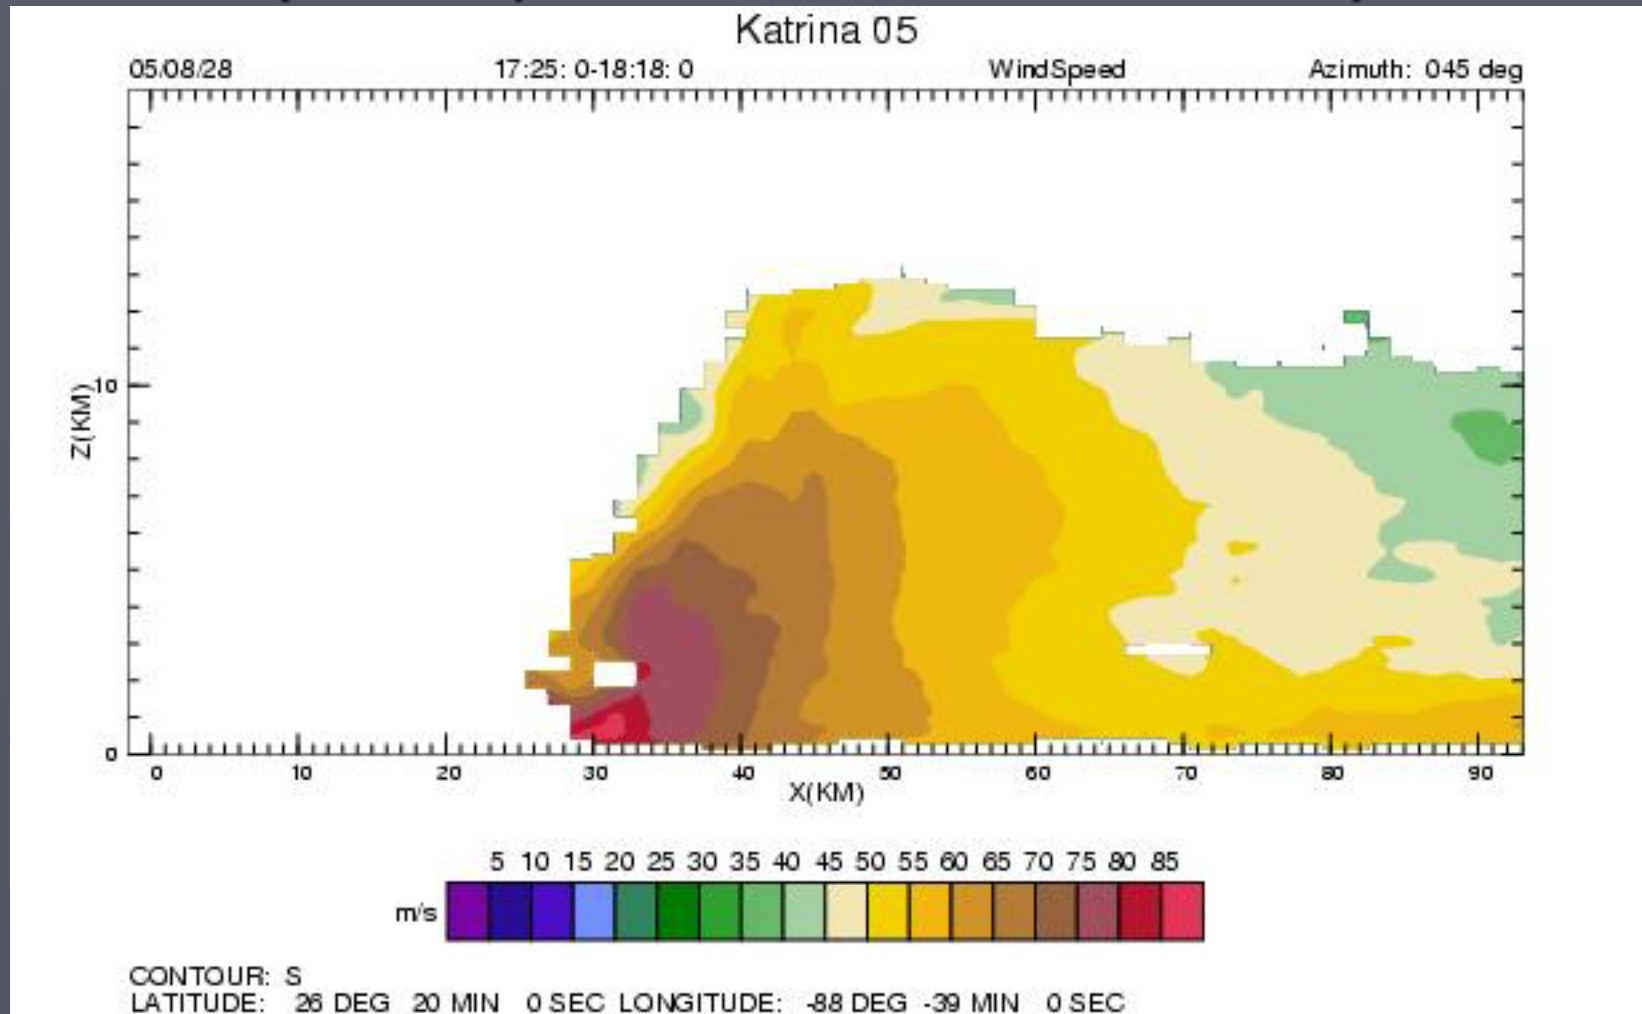 Katrina 05
05/08/28 17:25: 0-18:18: 0 WindSpeed Azimuth: 045 deg
Z(KM)
10
0
0 10 20 30 40 50 60 70 80 90
X(KM)
5 10 15 20 25 30 35 40 45 50 55 60 65 70 75 80 85
m/s
CONTOUR: S
LATITUDE: 26 DEG 20 MIN 0 SEC LONGITUDE: -88 DEG -39 MIN 0 SEC